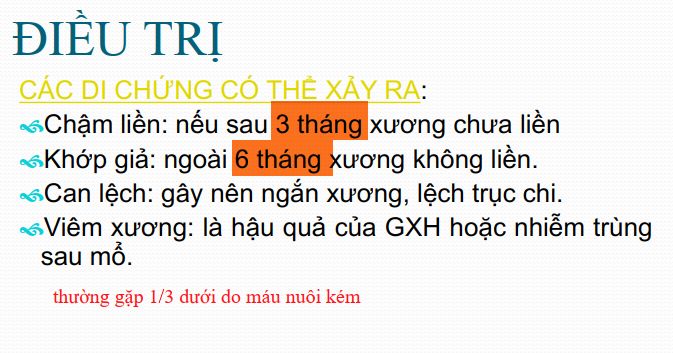 ĐIỀU TRỊ
CÁC DI CHỨNG CÓ THỂ XẢY RA:
Chậm liền: nếu sau 3 tháng xương chưa liền
Khớp giả: ngoài 6 tháng xương không liền.
Can lệch: gây nên ngắn xương, lệch trục chi.
Viêm xương: là hậu quả của GXH hoặc nhiễm trùng
sau mổ.
thường gặp 1/3 dưới do máu nuôi kém